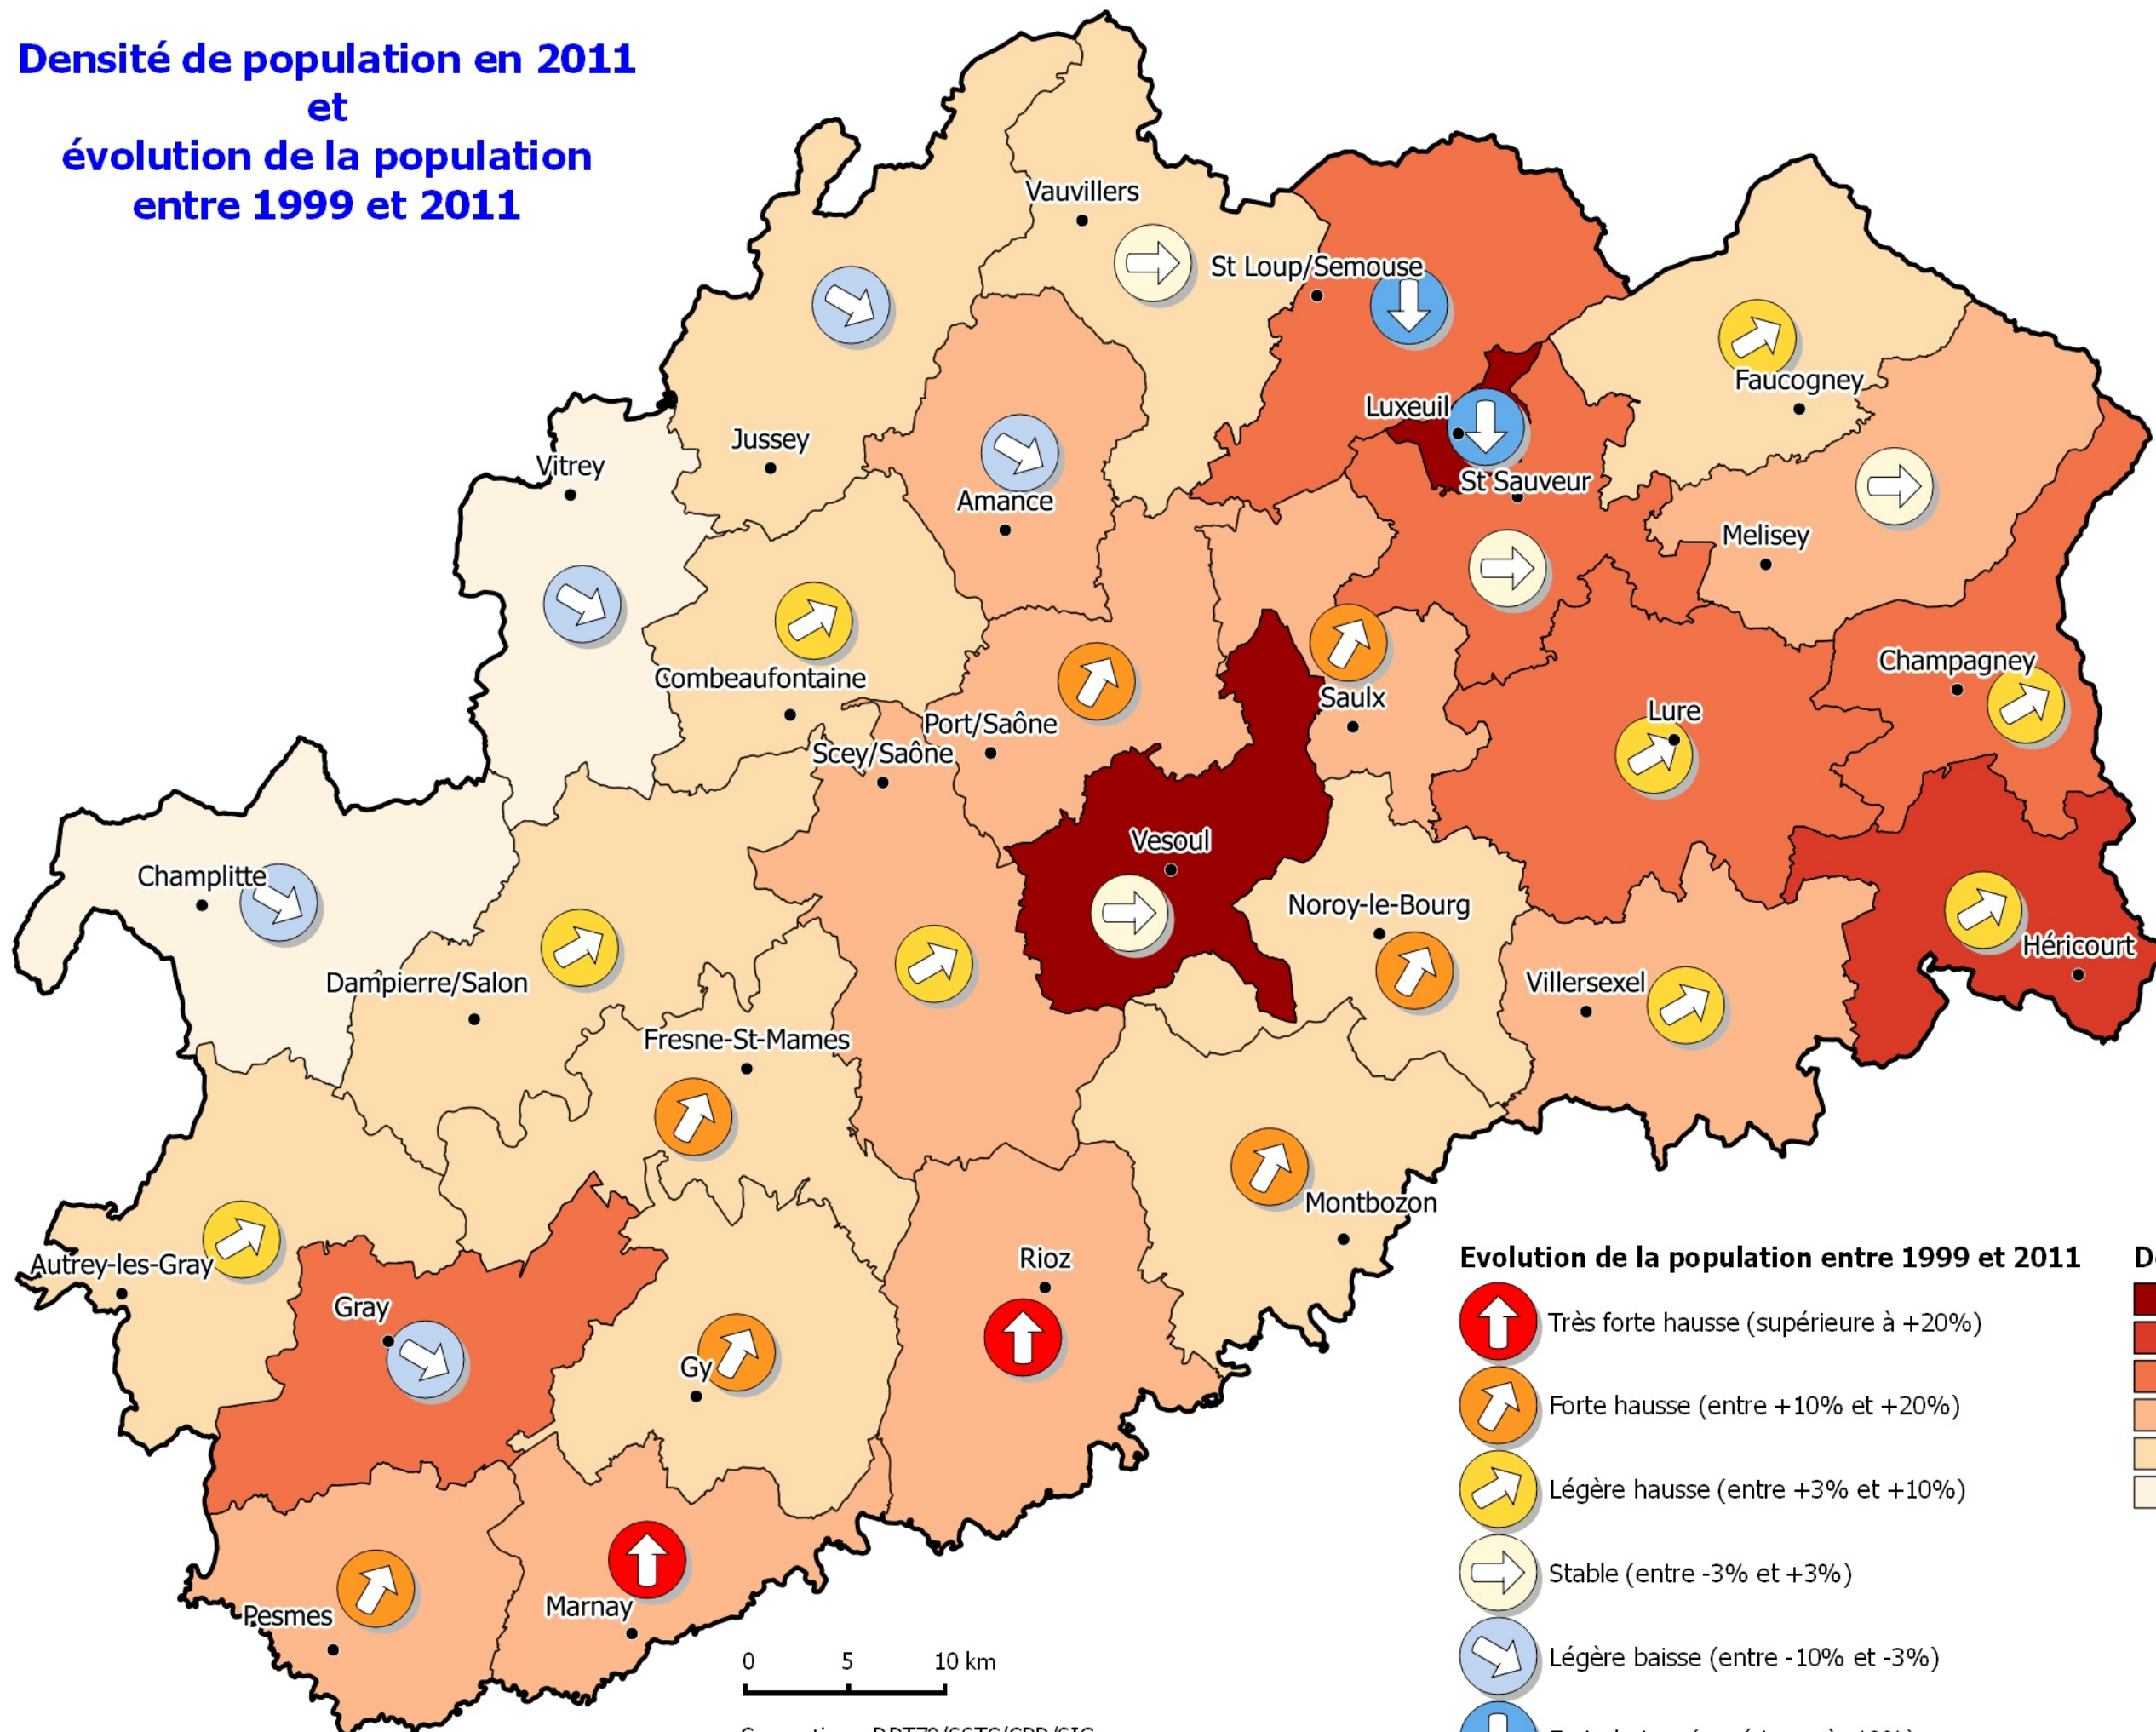 Densité de population en 2011
et
évolution de la population
entre 1999 et 2011
Vauvillers
St Loup/Semouse
Faucogney
Luxeuil
Jussey
Vitrey
St Sauveur
Amance
Melisey
Champagney
Combeaufontaine
Saulx
Lure
Port/Saône
Scey/Saône
Vesoul
Champlitte
Noroy-le-Bourg
Héricourt
Dampierre/Salon
Villersexel
Fresne-St-Mames
Montbozon
Autrey-les-Gray
Rioz
Gray
Gy
Pesmes
Marnay
Evolution de la population entre 1999 et 2011
Très forte hausse (supérieure à +20%)
Forte hausse (entre +10% et +20%)
Légère hausse (entre +3% et +10%)
Stable (entre -3% et +3%)
Légère baisse (entre -10% et -3%)
0 5 10 km